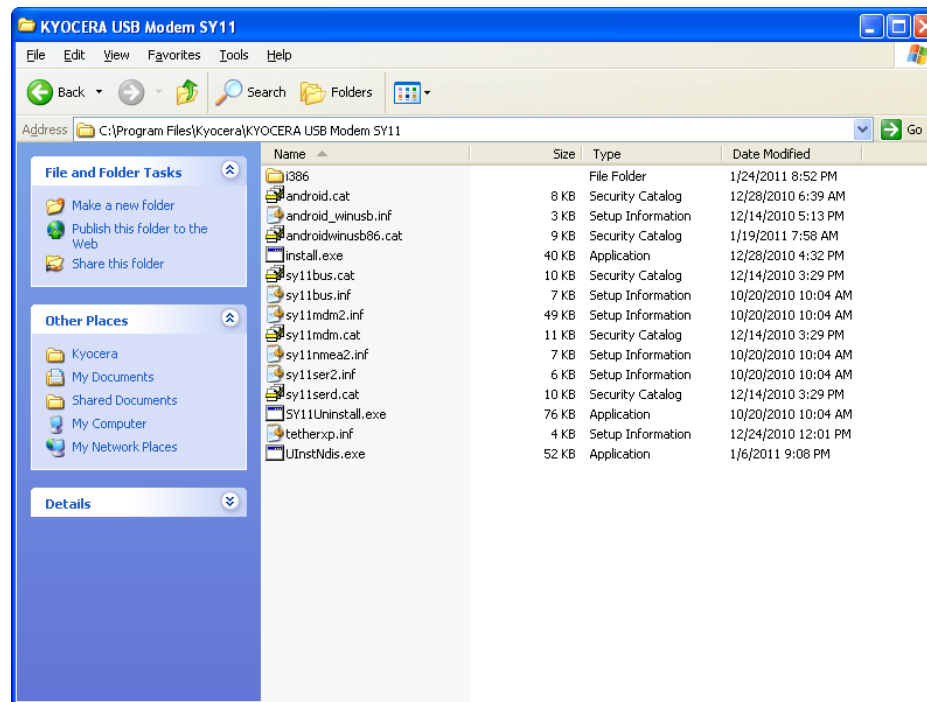 KYOCERA USB Modem SY11
File Edit View Favorites Tools Help
Back Search Folders
Address C:\Program Files\Kyocera\KYOCERA USB Modem SY11 Go
File and Folder Tasks
Make a new folder
Publish this folder to the
Web
Share this folder
Other Places
Kyocera
My Documents
Shared Documents
My Computer
My Network Places
Details
Name Size Type Date Modified
i386 File Folder 1/24/2011 8:52 PM
android.cat 8 KB Security Catalog 12/28/2010 6:39 AM
android_winusb.inf 3 KB Setup Information 12/14/2010 5:13 PM
androidwinusb86.cat 9 KB Security Catalog 1/19/2011 7:58 AM
install.exe 40 KB Application 12/28/2010 4:32 PM
sy11bus.cat 10 KB Security Catalog 12/14/2010 3:29 PM
sy11bus.inf 7 KB Setup Information 10/20/2010 10:04 AM
sy11mdm2.inf 49 KB Setup Information 10/20/2010 10:04 AM
sy11mdm.cat 11 KB Security Catalog 12/14/2010 3:29 PM
sy11nmea2.inf 7 KB Setup Information 10/20/2010 10:04 AM
sy11ser2.inf 6 KB Setup Information 10/20/2010 10:04 AM
sy11serd.cat 10 KB Security Catalog 12/14/2010 3:29 PM
SY11Uninstall.exe 76 KB Application 10/20/2010 10:04 AM
tetherxp.inf 4 KB Setup Information 12/24/2010 12:01 PM
UInstNdis.exe 52 KB Application 1/6/2011 9:08 PM